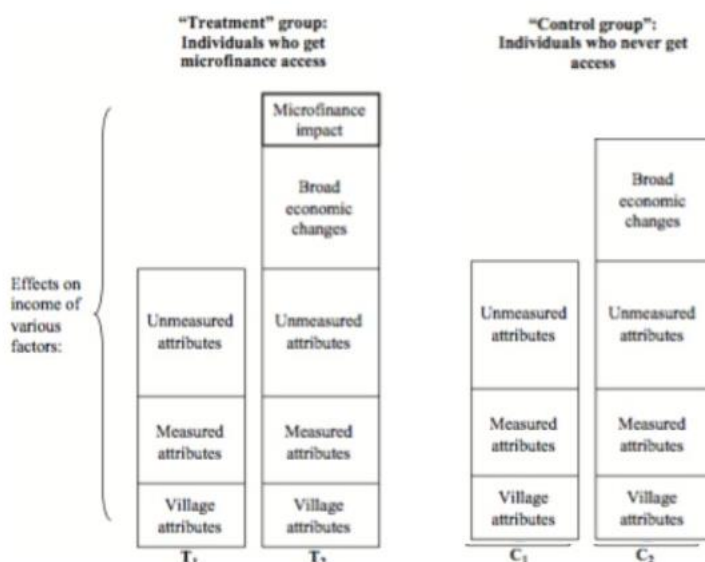 “Treatment” group:
Individuals who get
microfinance access
“Control group”:
Individuals who never get
access
Microfinance
impact
Broad
economic
changes
Broad
economic
changes
Effects on
income of
various
factors:
Unmeasured
attributes
Unmeasured
attributes
Unmeasured
attributes
Unmeasured
attributes
Measured
attributes
Measured
attributes
Measured
attributes
Measured
attributes
Village
attributes
Village
attributes
Village
attributes
Village
attributes
T₁
T₂
C₁
C₂